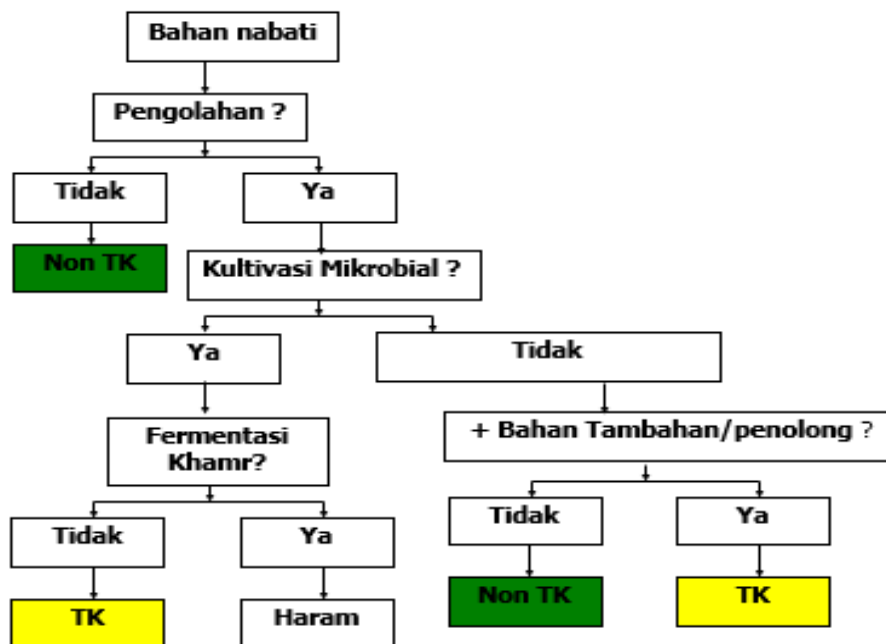 Bahan nabati
Pengolahan ?
Tidak
Ya
Non TK
Kultivasi Mikrobial ?
Ya
Tidak
Fermentasi
Khamr?
+ Bahan Tambahan/penolong ?
Tidak
Ya
Tidak
Ya
TK
Haram
Non TK
TK